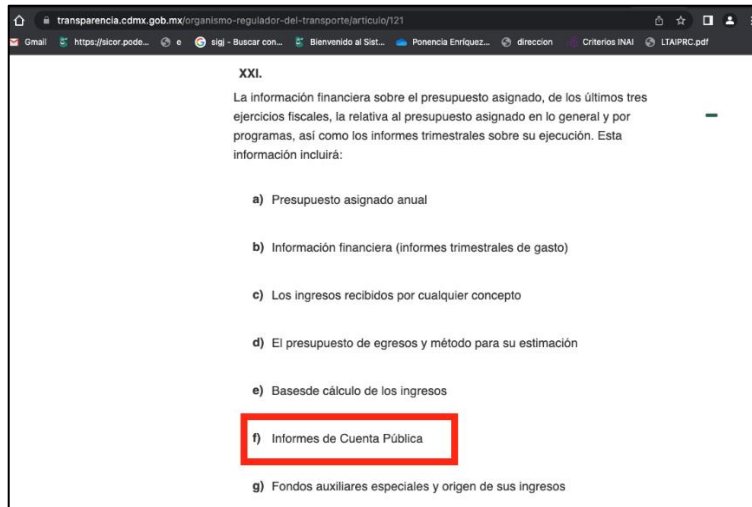 transparencia.cdmx.gob.mx/organismo-regulador-del-transporte/articulo/121
Gmail https://sicor.pode... e sigj - Buscar con... Bienvenido al Sist... Ponencia Enríquez... direccion Criterios INAI LTAIPRC.pdf
XXI.
La información financiera sobre el presupuesto asignado, de los últimos tres
ejercicios fiscales, la relativa al presupuesto asignado en lo general y por
programas, así como los informes trimestrales sobre su ejecución. Esta
información incluirá:
a) Presupuesto asignado anual
b) Información financiera (informes trimestrales de gasto)
c) Los ingresos recibidos por cualquier concepto
d) El presupuesto de egresos y método para su estimación
e) Basesde cálculo de los ingresos
f) Informes de Cuenta Pública
g) Fondos auxiliares especiales y origen de sus ingresos